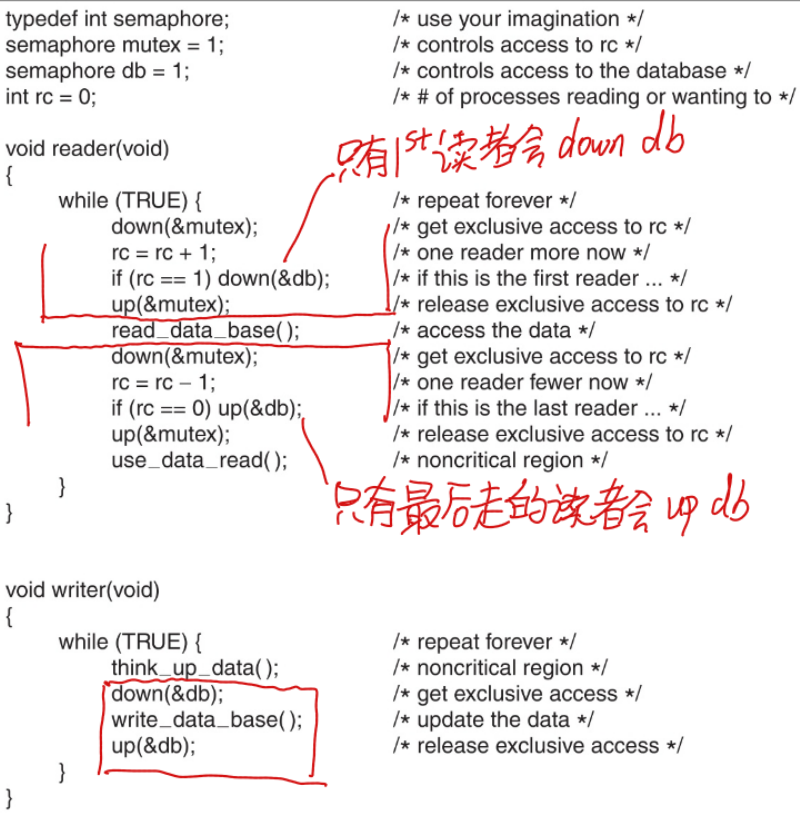 typedef int semaphore; /* use your imagination */
semaphore mutex = 1; /* controls access to rc */
semaphore db = 1; /* controls access to the database */
int rc = 0; /* # of processes reading or wanting to */
void reader(void)
只有1st读者会 down db
{
while (TRUE) { /* repeat forever */
down(&mutex); /* get exclusive access to rc */
rc = rc + 1; /* one reader more now */
if (rc == 1) down(&db); /* if this is the first reader ... */
up(&mutex); /* release exclusive access to rc */
read_data_base(); /* access the data */
down(&mutex); /* get exclusive access to rc */
rc = rc − 1; /* one reader fewer now */
if (rc == 0) up(&db); /* if this is the last reader ... */
up(&mutex); /* release exclusive access to rc */
use_data_read(); /* noncritical region */
}
只有最后走的读者会 up db
}
void writer(void)
{
while (TRUE) { /* repeat forever */
think_up_data(); /* noncritical region */
down(&db); /* get exclusive access */
write_data_base(); /* update the data */
up(&db); /* release exclusive access */
}
}